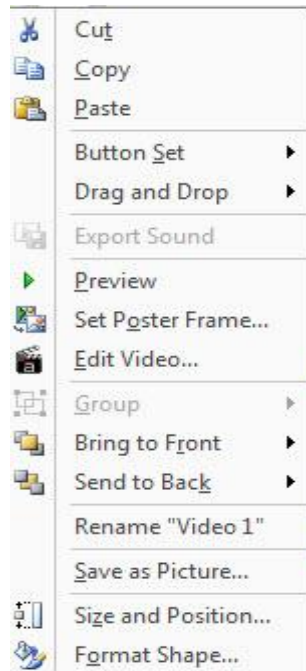 Cut
Copy
Paste
Button Set
Drag and Drop
Export Sound
Preview
Set Poster Frame...
Edit Video...
Group
Bring to Front
Send to Back
Rename "Video 1"
Save as Picture...
Size and Position...
Format Shape...